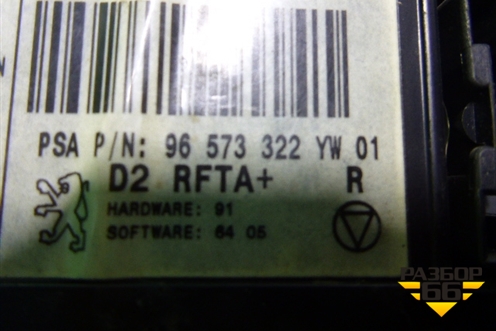 PSA P/N: 96 573 322 YW 01
D2 RFTA+ R
HARDWARE: 91
SOFTWARE: 64 05
РАЗБОР
66